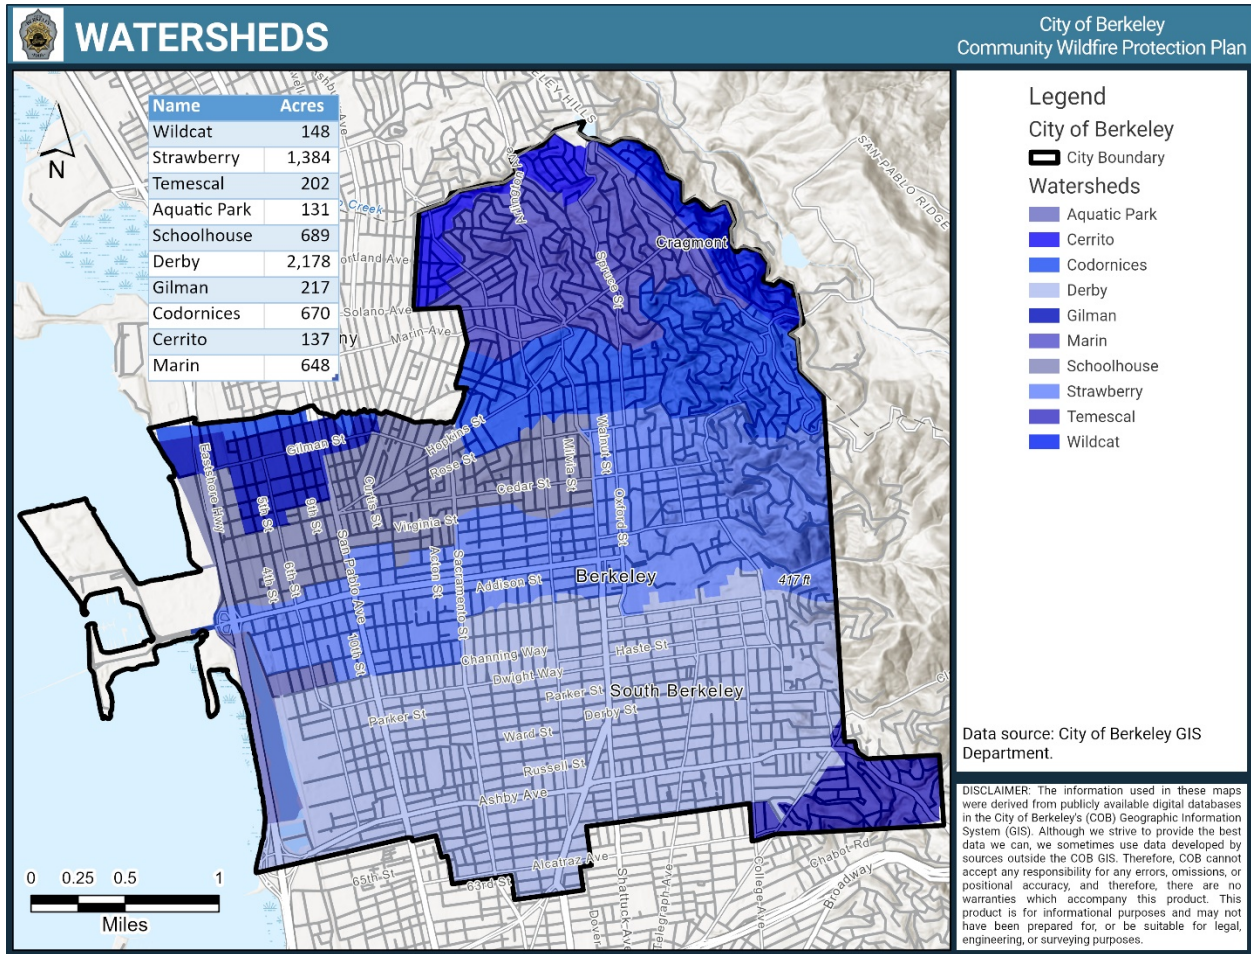 WATERSHEDS
City of Berkeley
Community Wildfire Protection Plan
Name Acres
Wildcat 148
Strawberry 1,384
Temescal 202
Aquatic Park 131
Schoolhouse 689
Derby 2,178
Gilman 217
Codornices 670
Cerrito 137
Marin 648
N
SAN-PABLO RIDGE
Creek
Solano Ave
Marin Ave
ny
Arlington Ave
Spruce St
Cragmont
Gilman St
Hopkins St
Rose St
Cedar St
Virginia St
Eastshore Hwy
5th St
9th St
Curtis St
Milvia St
Walnut St
Oxford St
4th St
6th St
San Pablo Ave
Acton St
Sacramento St
Addison St
Berkeley
417 ft
10th St
Channing Way
Haste St
Dwight Way
Parker St
South Berkeley
Parker St
Derby St
Ward St
Russell St
Ashby Ave
Alcatraz Ave
65th St
63rd St
Dover
Shattuck-Ave
Telegraph-Ave
College-Ave
Chabot Rd
Broadway
0 0.25 0.5 1
Miles
Legend
City of Berkeley
City Boundary
Watersheds
Aquatic Park
Cerrito
Codornices
Derby
Gilman
Marin
Schoolhouse
Strawberry
Temescal
Wildcat
Data source: City of Berkeley GIS
Department.
DISCLAIMER: The information used in these maps
were derived from publicly available digital databases
in the City of Berkeley's (COB) Geographic Information
System (GIS). Although we strive to provide the best
data we can, we sometimes use data developed by
sources outside the COB GIS. Therefore, COB cannot
accept any responsibility for any errors, omissions, or
positional accuracy, and therefore, there are no
warranties which accompany this product. This
product is for informational purposes and may not
have been prepared for, or be suitable for legal,
engineering, or surveying purposes.